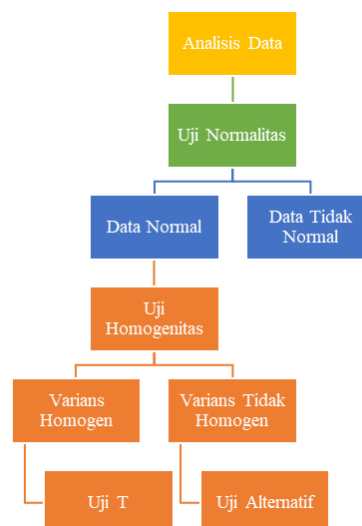 Analisis Data
Uji Normalitas
Data Normal
Data Tidak
Normal
Uji
Homogenitas
Varians
Homogen
Varians Tidak
Homogen
Uji T
Uji Alternatif